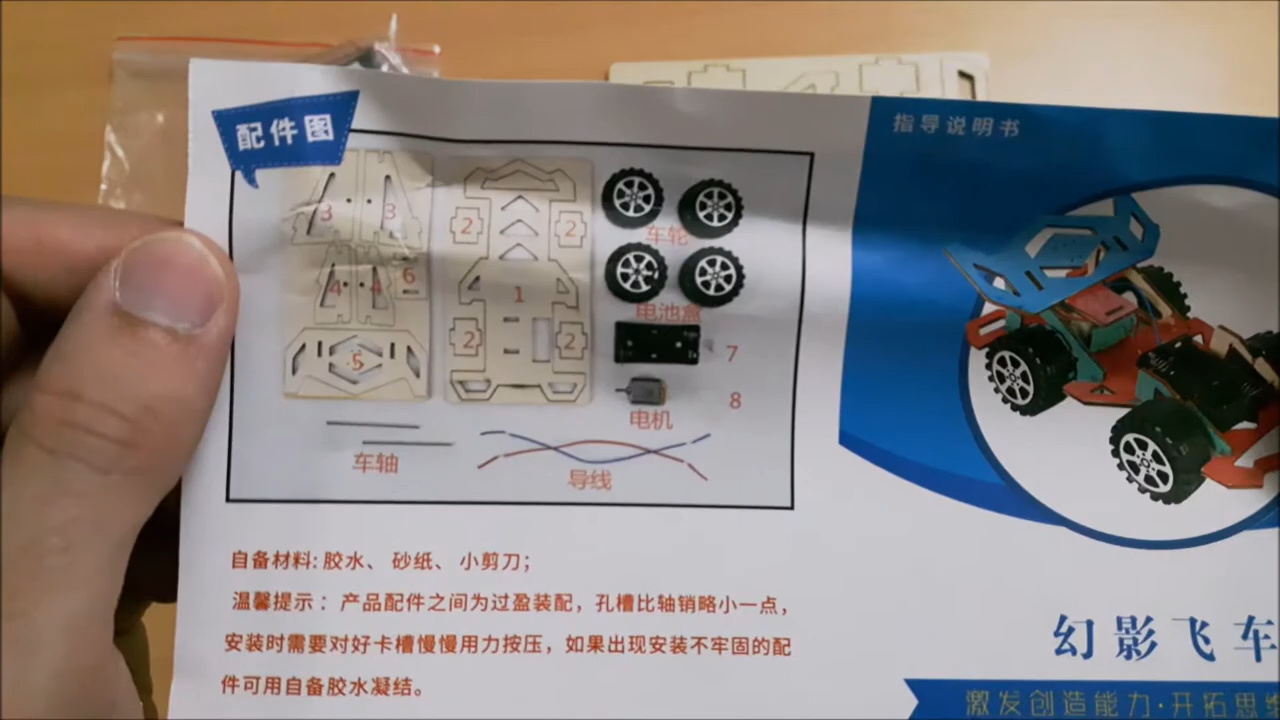 配件图
指导说明书
3 3
2 2
车轮
4 4 6
1
电池盒
5
2 2
7
8
电机
车轴
导线
自备材料:胶水、 砂纸、 小剪刀;
温馨提示: 产品配件之间为过盈装配,孔槽比轴销略小一点,
安装时需要对好卡槽慢慢用力按压,如果出现安装不牢固的配
件可用自备胶水凝结。
幻影飞车
激发创造能力·开拓思维